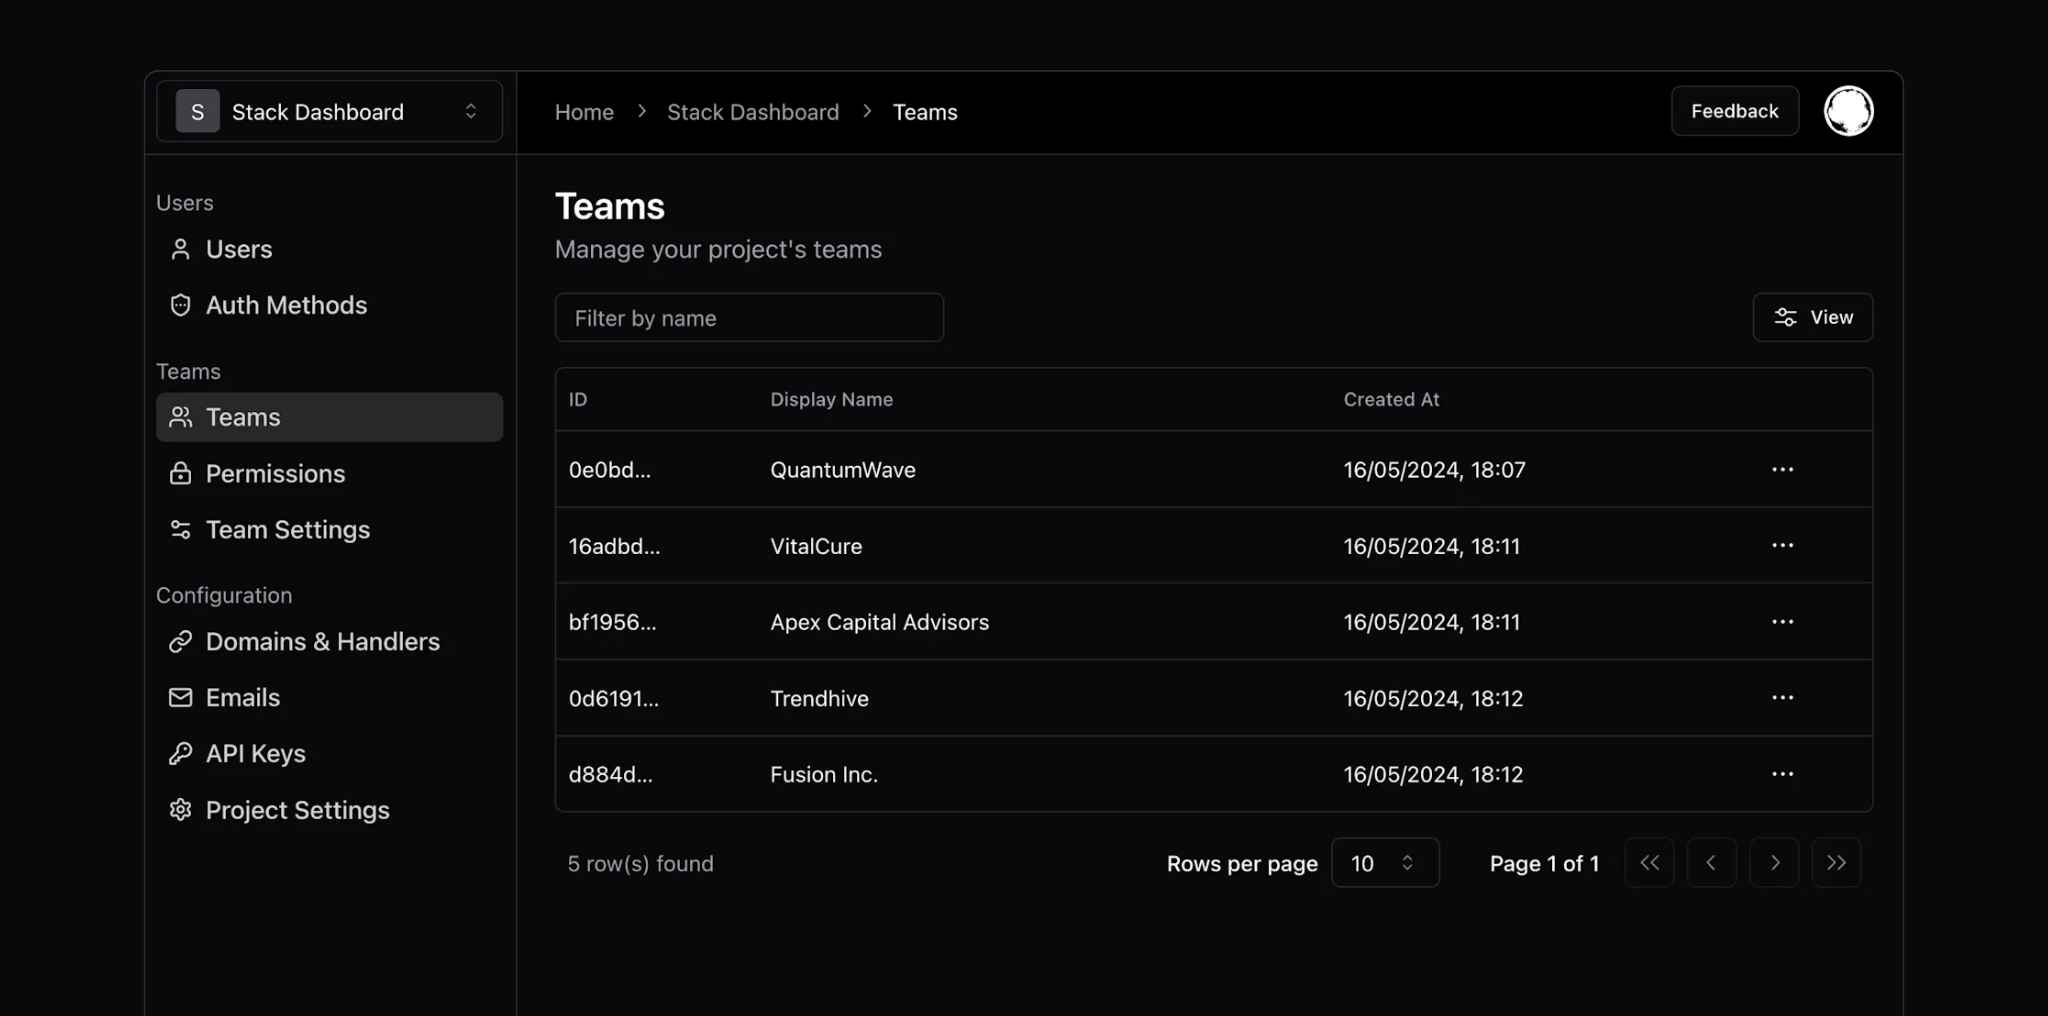 S Stack Dashboard
Home > Stack Dashboard > Teams
Feedback
Users
Users
Auth Methods
Teams
Teams
Permissions
Team Settings
Configuration
Domains & Handlers
Emails
API Keys
Project Settings
Teams
Manage your project's teams
Filter by name
View
ID Display Name Created At
0e0bd... QuantumWave 16/05/2024, 18:07 ...
16adbd... VitalCure 16/05/2024, 18:11 ...
bf1956... Apex Capital Advisors 16/05/2024, 18:11 ...
0d6191... Trendhive 16/05/2024, 18:12 ...
d884d... Fusion Inc. 16/05/2024, 18:12 ...
5 row(s) found
Rows per page 10 Page 1 of 1